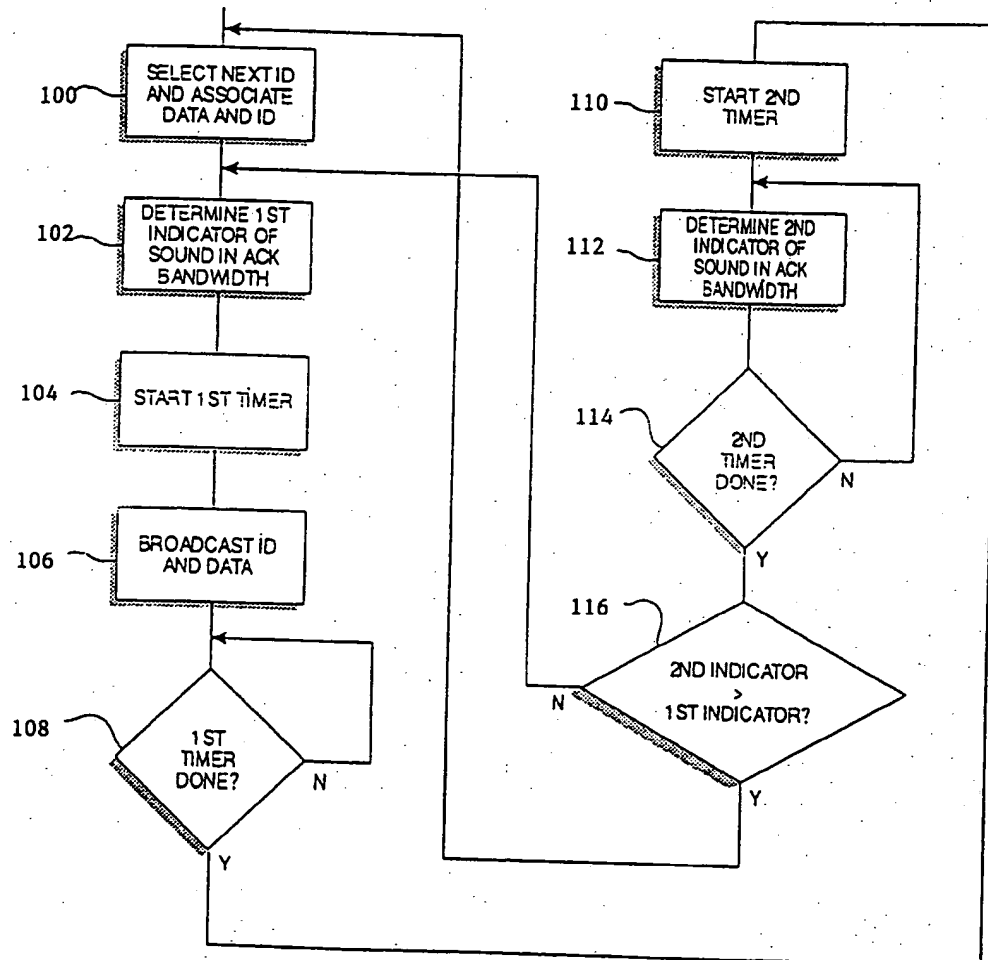 100
SELECT NEXT ID
AND ASSOCIATE
DATA AND ID
102
DETERMINE 1ST
INDICATOR OF
SOUND IN ACK
BANDWIDTH
104
START 1ST TIMER
106
BROADCAST ID
AND DATA
108
1ST
TIMER
DONE?
N
Y
110
START 2ND
TIMER
112
DETERMINE 2ND
INDICATOR OF
SOUND IN ACK
BANDWIDTH
114
2ND
TIMER
DONE?
N
Y
116
2ND INDICATOR
>
1ST INDICATOR?
N
Y